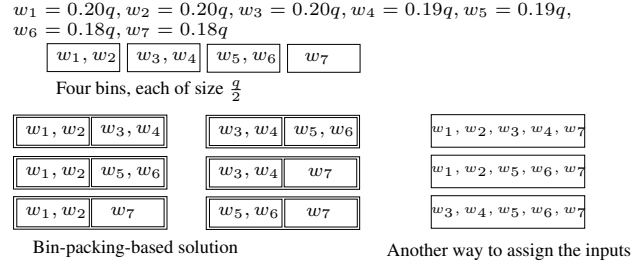 w₁ = 0.20q, w₂ = 0.20q, w₃ = 0.20q, w₄ = 0.19q, w₅ = 0.19q,
w₆ = 0.18q, w₇ = 0.18q
w₁, w₂ w₃, w₄ w₅, w₆ w₇
Four bins, each of size q/2
w₁, w₂ w₃, w₄ w₃, w₄ w₅, w₆ w₁, w₂, w₃, w₄, w₇
w₁, w₂ w₅, w₆ w₃, w₄ w₇ w₁, w₂, w₅, w₆, w₇
w₁, w₂ w₇ w₅, w₆ w₇ w₃, w₄, w₅, w₆, w₇
Bin-packing-based solution Another way to assign the inputs